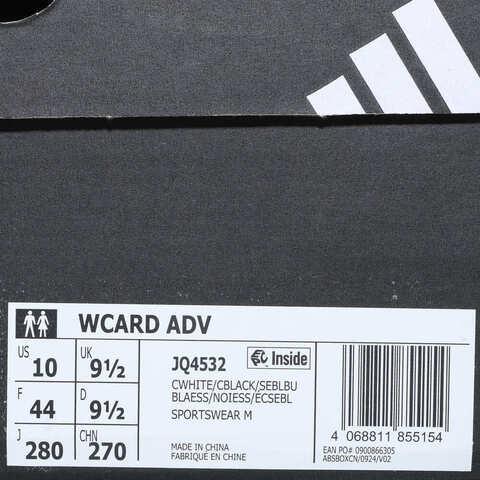 WCARD ADV
US
10
UK
9½
F
44
D
9½
J
280
CHN
270
JQ4532
Inside
CWHITE/CBLACK/SEBLBU
BLAESS/NOIESS/ECSEBL
SPORTSWEAR M
MADE IN CHINA
FABRIQUE EN CHINE
4 068811 855154
EAN PO# 0900866305
ABSBOXCN/0924/V02